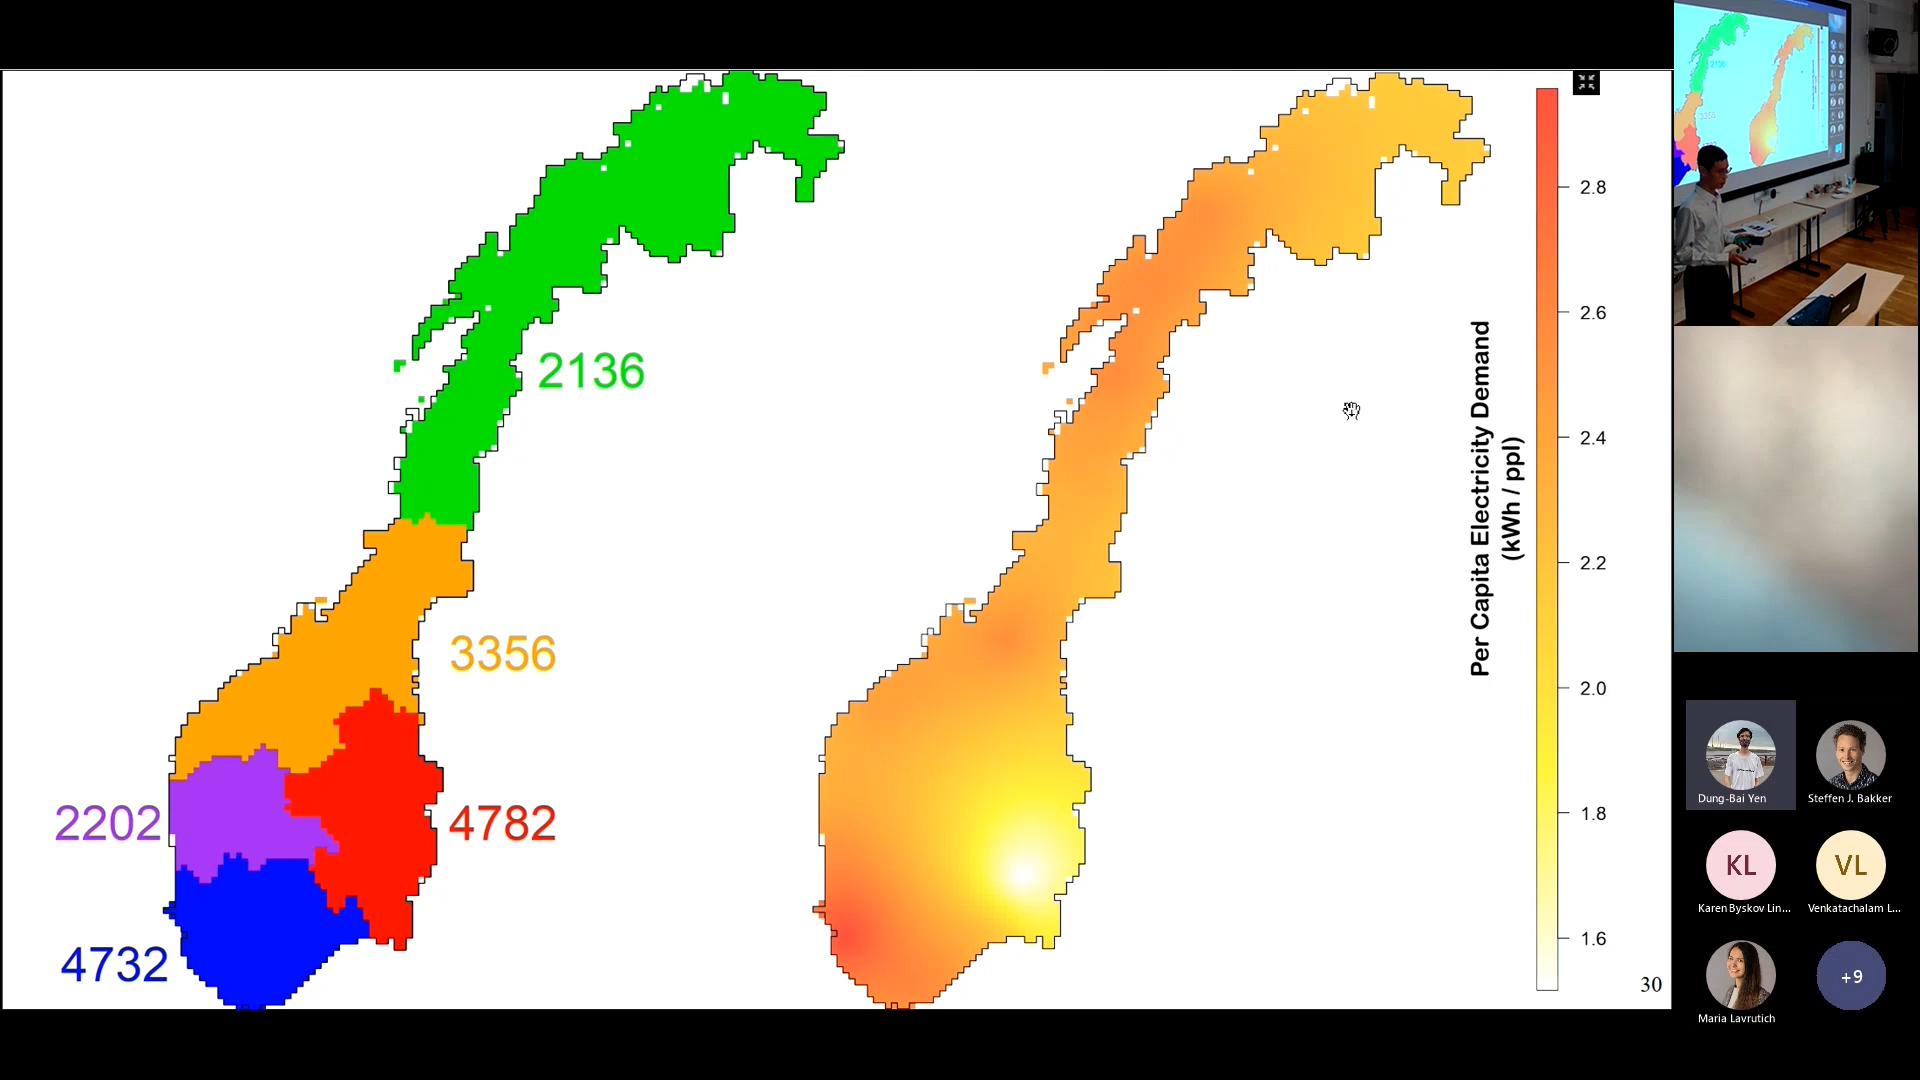 2136
3356
2202
4782
4732
Per Capita Electricity Demand
(kWh / ppl)
2.8
2.6
2.4
2.2
2.0
1.8
1.6
30
2136
3356
Dung-Bai Yen
Steffen J. Bakker
KL
VL
Karen Byskov Lin...
Venkatachalam L...
+9
Maria Lavrutich